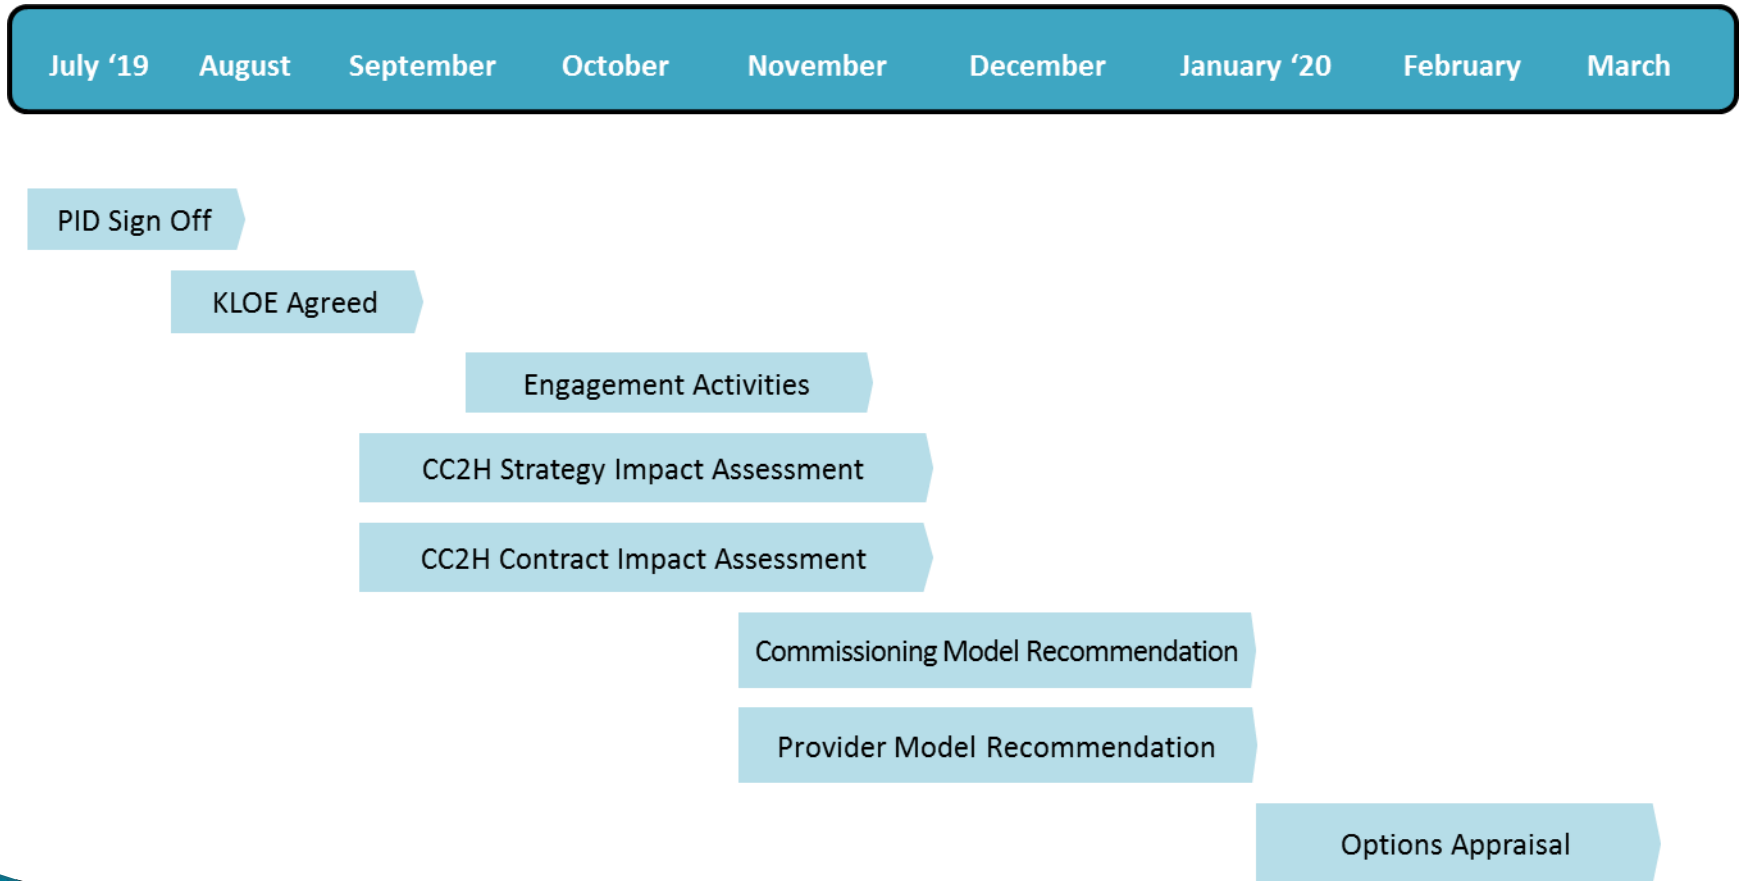 July ‘19 August September October November December January ‘20 February March
PID Sign Off
KLOE Agreed
Engagement Activities
CC2H Strategy Impact Assessment
CC2H Contract Impact Assessment
Commissioning Model Recommendation
Provider Model Recommendation
Options Appraisal